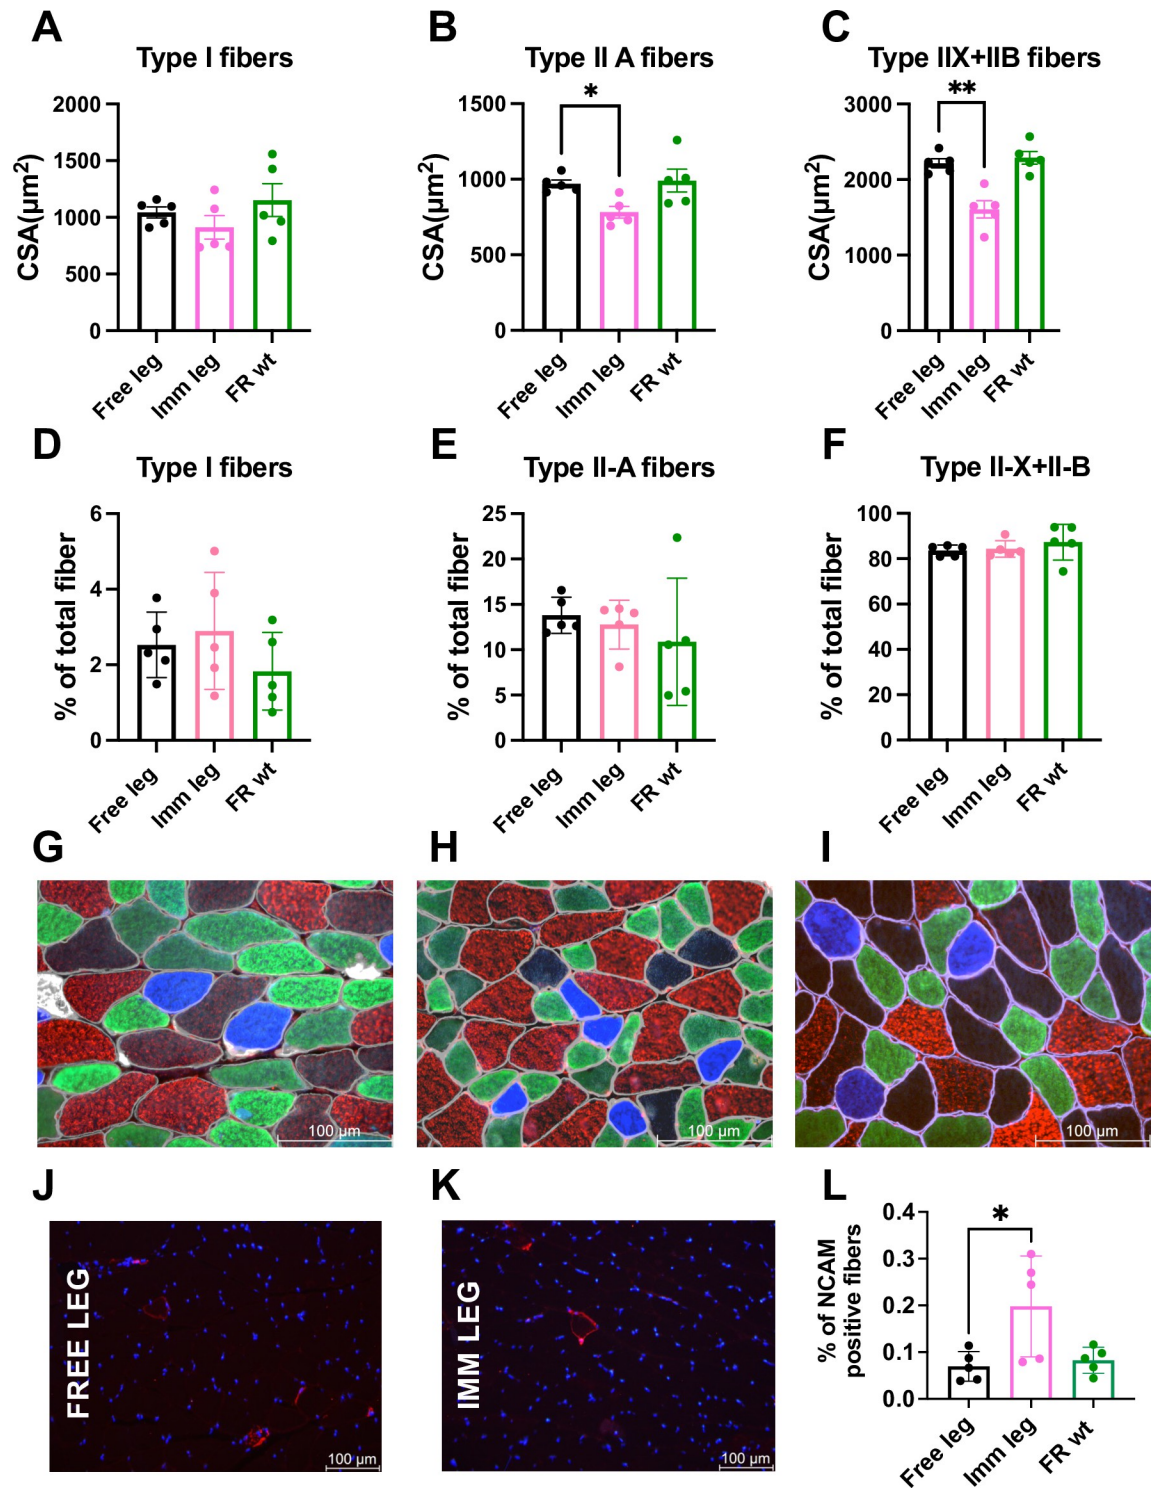 A
B
C
Type I fibers
Type II A fibers
Type IIX+IIB fibers
2000
1500
1000
500
0
CSA(µm²)
Free leg
Imm leg
FR wt
1500
1000
500
0
CSA(µm²)
*
Free leg
Imm leg
FR wt
3000
2000
1000
0
CSA(µm²)
**
Free leg
Imm leg
FR wt
D
E
F
Type I fibers
Type II-A fibers
Type II-X+II-B
6
4
2
0
% of total fiber
Free leg
Imm leg
FR wt
25
20
15
10
5
0
% of total fiber
Free leg
Imm leg
FR wt
100
80
60
40
20
0
% of total fiber
Free leg
Imm leg
FR wt
G
H
I
100 µm
100 µm
100 µm
J
K
L
FREE LEG
100 µm
IMM LEG
100 µm
0.4
0.3
0.2
0.1
0.0
% of NCAM
positive fibers
*
Free leg
Imm leg
FR wt